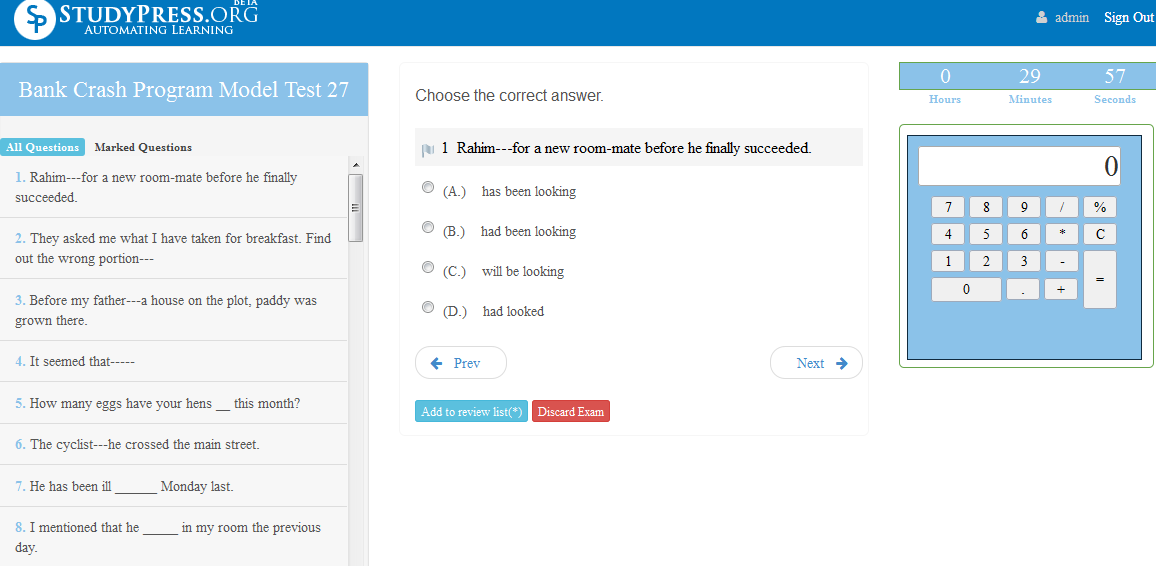 SP
STUDYPRESS.ORG
BETA
AUTOMATING LEARNING
admin Sign Out
Bank Crash Program Model Test 27
All Questions Marked Questions
1. Rahim---for a new room-mate before he finally
succeeded.
2. They asked me what I have taken for breakfast. Find
out the wrong portion---
3. Before my father---a house on the plot, paddy was
grown there.
4. It seemed that-----
5. How many eggs have your hens __ this month?
6. The cyclist---he crossed the main street.
7. He has been ill ______ Monday last.
8. I mentioned that he _____ in my room the previous
day.
Choose the correct answer.
1 Rahim---for a new room-mate before he finally succeeded.
(A.) has been looking
(B.) had been looking
(C.) will be looking
(D.) had looked
Prev Next
Add to review list(*) Discard Exam
0 29 57
Hours Minutes Seconds
0
7 8 9 / %
4 5 6 * C
1 2 3 - =
0 . +